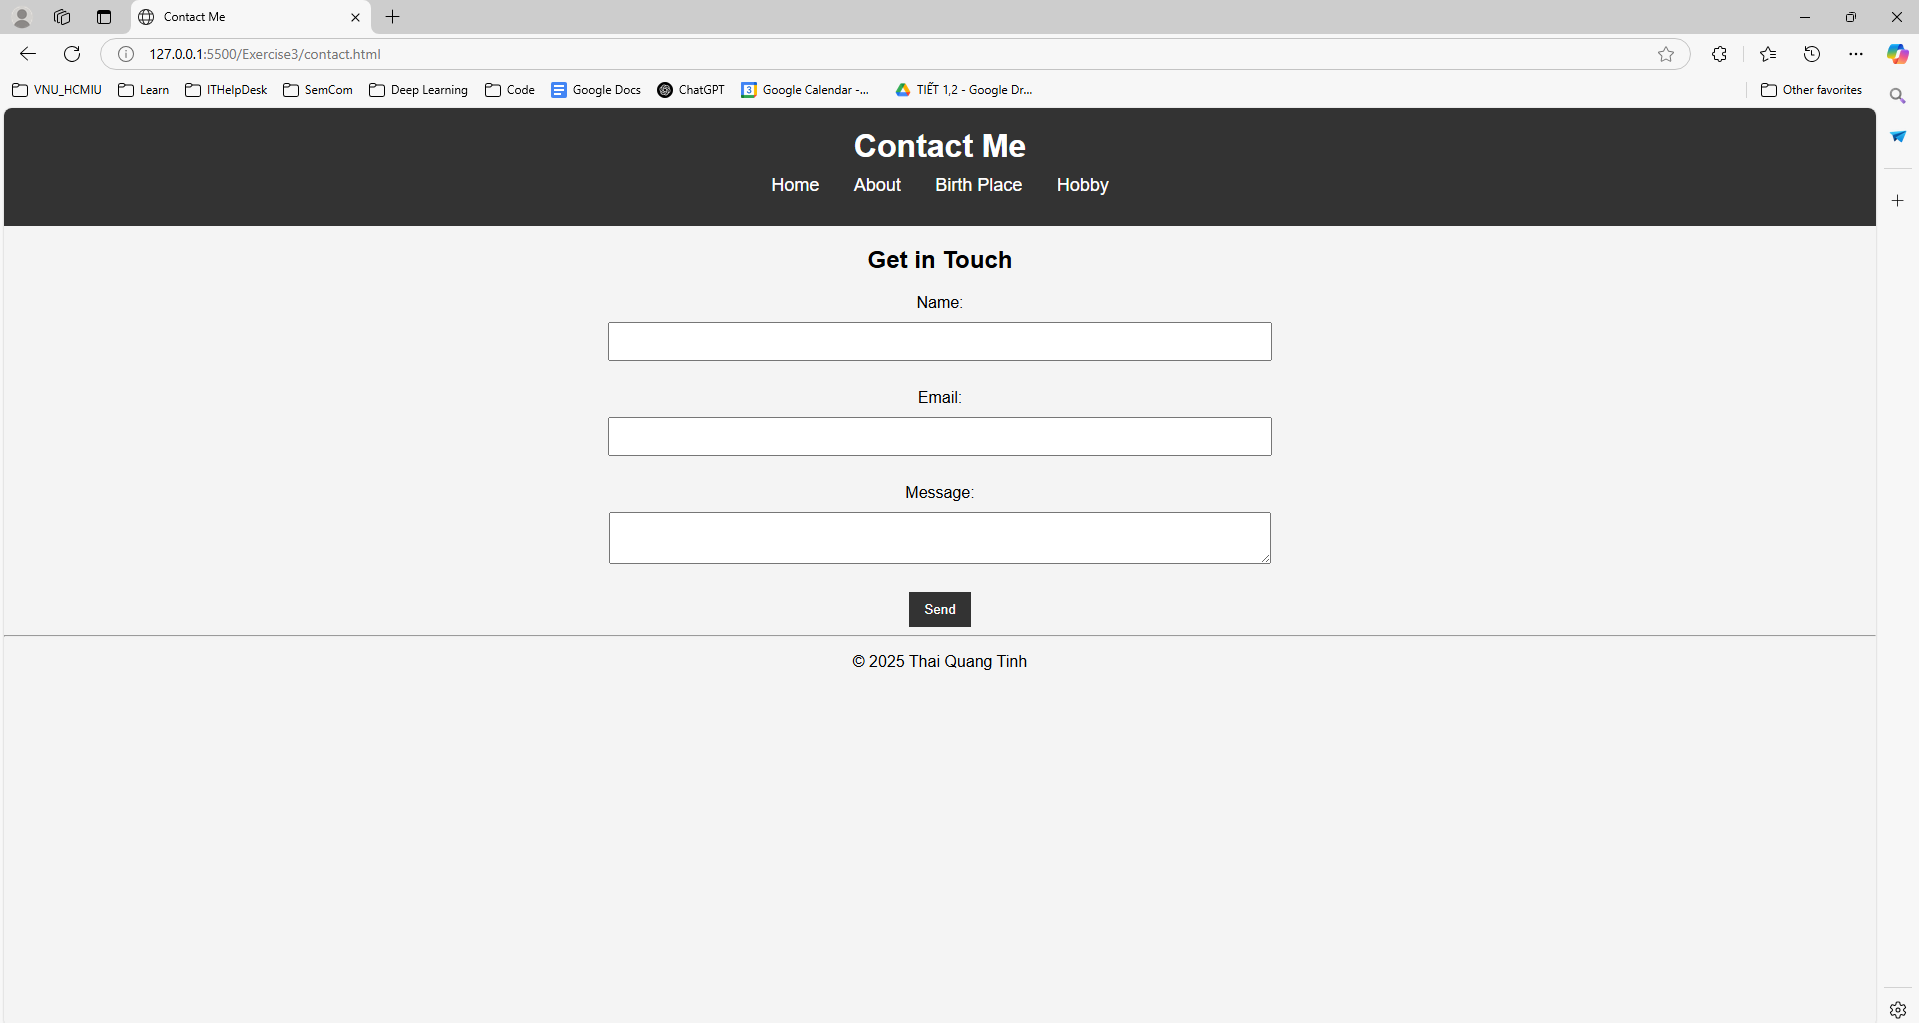 Contact Me
127.0.0.1:5500/Exercise3/contact.html
VNU_HCMIU Learn ITHelpDesk SemCom Deep Learning Code Google Docs ChatGPT 3 Google Calendar -... TIẾT 1,2 - Google Dr... Other favorites
Contact Me
Home About Birth Place Hobby
Get in Touch
Name:
Email:
Message:
Send
© 2025 Thai Quang Tinh